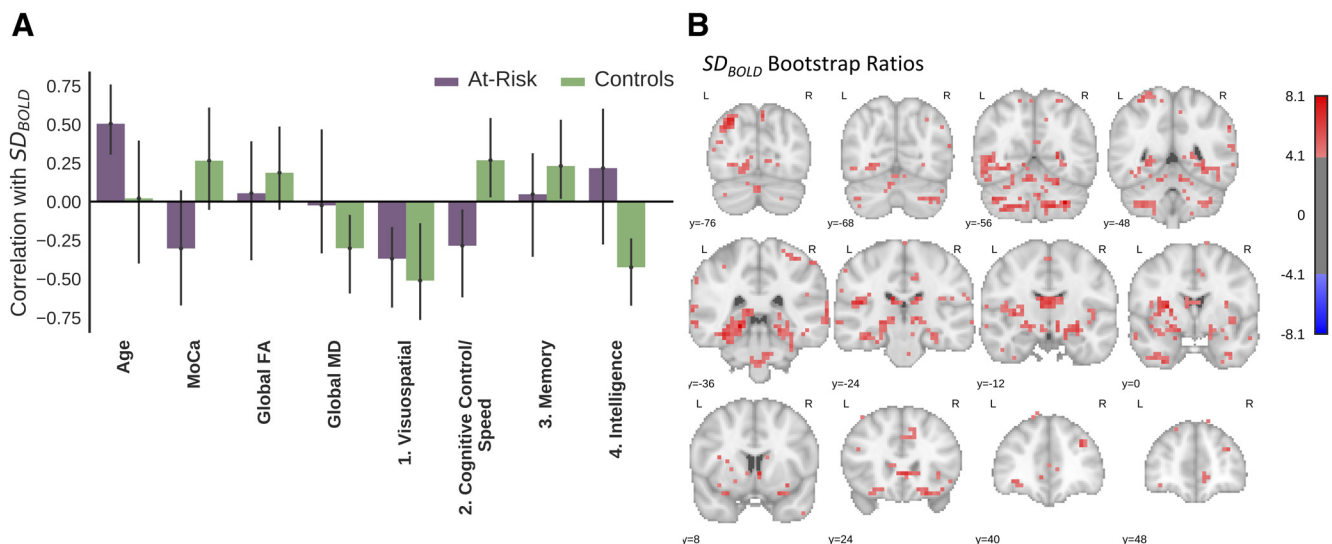 A
B
Correlation with SD_BOLD
0.75
0.50
0.25
0.00
−0.25
−0.50
−0.75
At-Risk
Controls
Age
MoCa
Global FA
Global MD
1. Visuospatial
2. Cognitive Control/
Speed
3. Memory
4. Intelligence
SD_BOLD Bootstrap Ratios
L R L R L R L R
y=-76 y=-68 y=-56 y=-48
L R L R L R L R
y=-36 y=-24 y=-12 y=0
L R L R L R L R
y=8 y=24 y=40 y=48
8.1
4.1
0
-4.1
-8.1